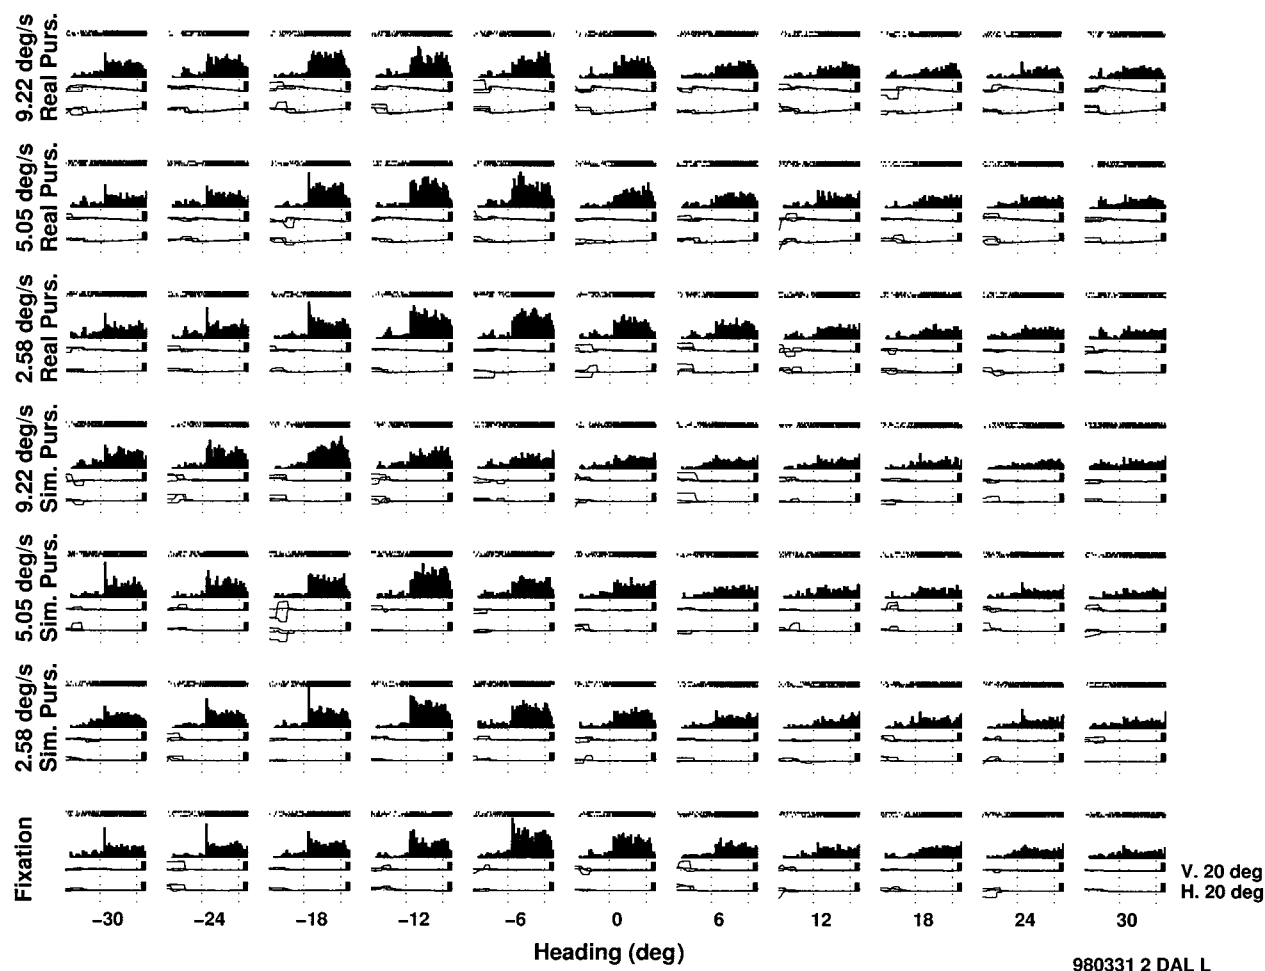 9.22 deg/s
Real Purs.
5.05 deg/s
Real Purs.
2.58 deg/s
Real Purs.
9.22 deg/s
Sim. Purs.
5.05 deg/s
Sim. Purs.
2.58 deg/s
Sim. Purs.
Fixation
V. 20 deg
H. 20 deg
−30 −24 −18 −12 −6 0 6 12 18 24 30
Heading (deg)
980331 2 DAL L